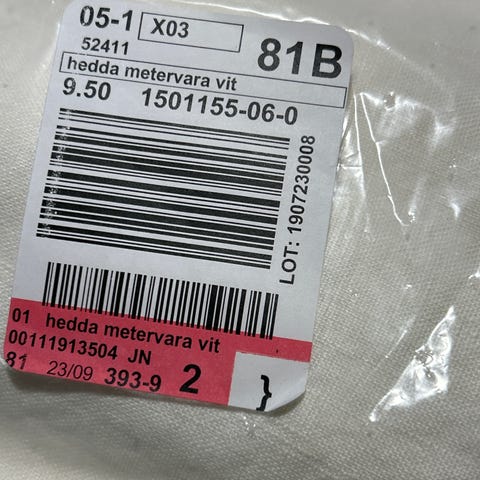 05-1 X03
52411
81B
hedda metervara vit
9.50 1501155-06-0
LOT: 1907230008
01 hedda metervara vit
00111913504 JN
81 23/09 393-9 2 }